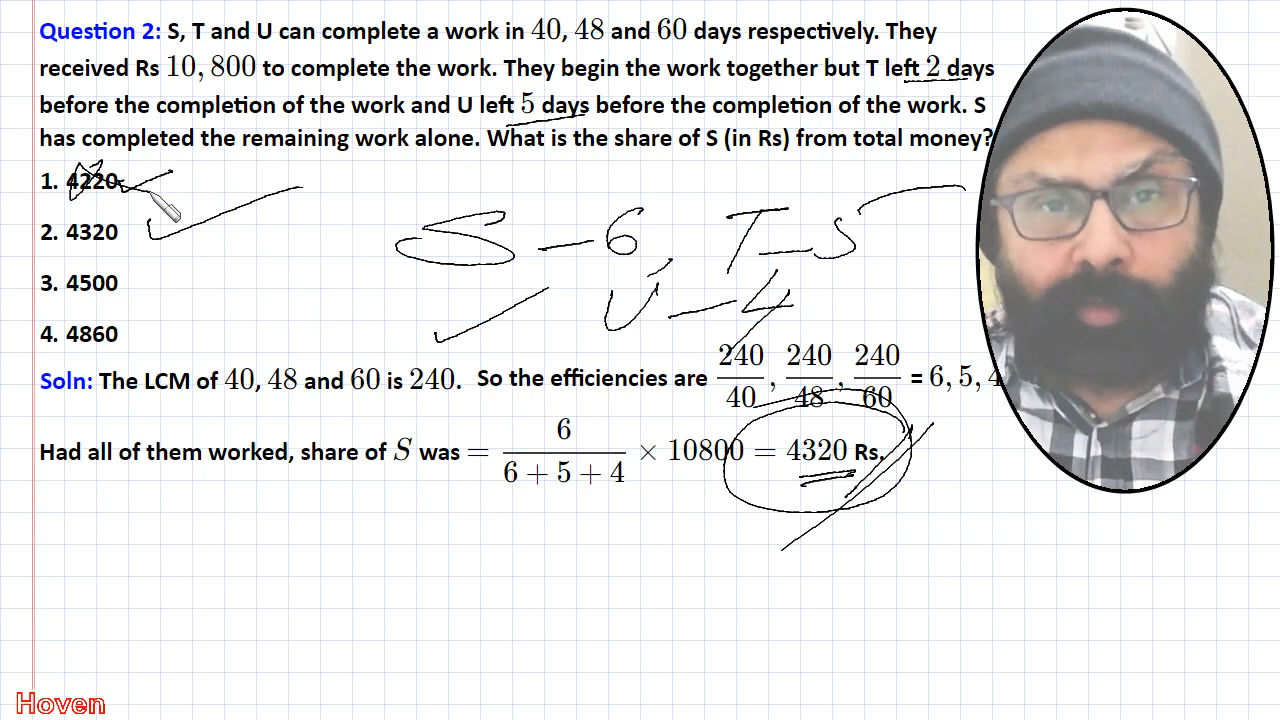 Question 2: S, T and U can complete a work in 40, 48 and 60 days respectively. They
received Rs 10, 800 to complete the work. They begin the work together but T left 2 days
before the completion of the work and U left 5 days before the completion of the work. S
has completed the remaining work alone. What is the share of S (in Rs) from total money?
1. 4220
2. 4320
3. 4500
4. 4860
S – 6, T – 5
U – 4
Soln: The LCM of 40, 48 and 60 is 240. So the efficiencies are 240/40, 240/48, 240/60 = 6, 5, 4
Had all of them worked, share of S was = 6/(6 + 5 + 4) × 10800 = 4320 Rs.
Hoven